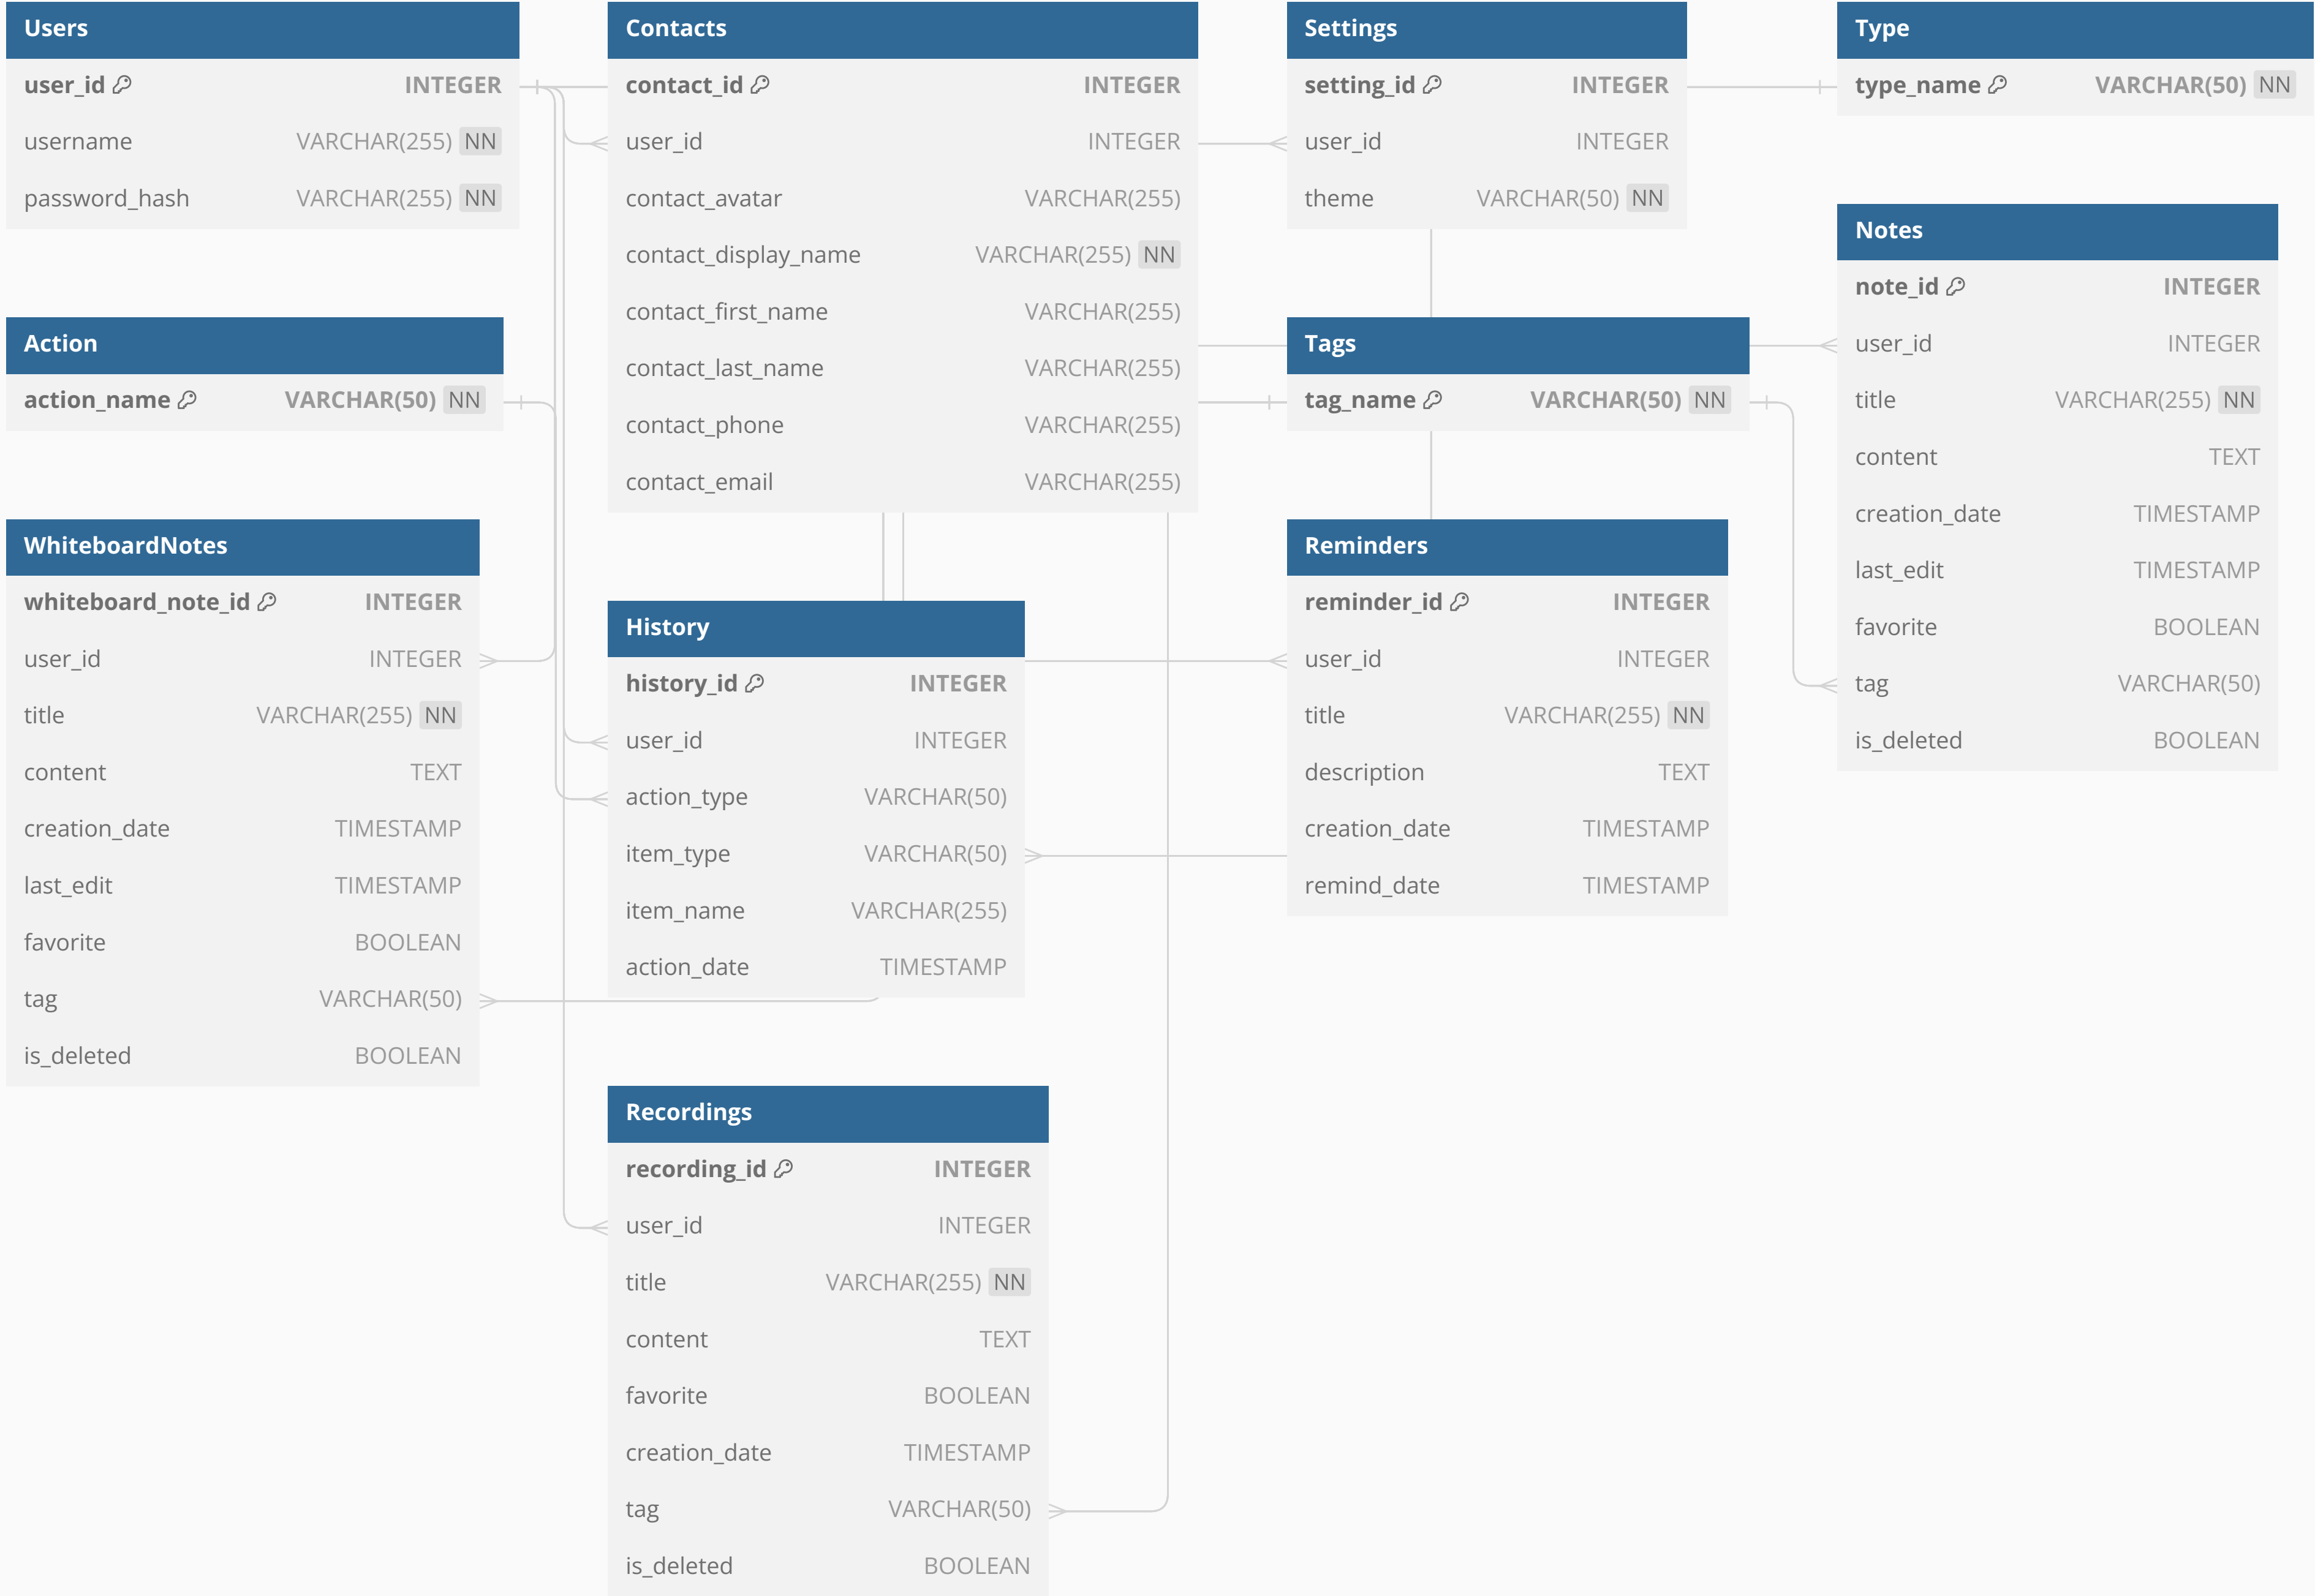 Users
user_id INTEGER
username VARCHAR(255) NN
password_hash VARCHAR(255) NN
Action
action_name VARCHAR(50) NN
WhiteboardNotes
whiteboard_note_id INTEGER
user_id INTEGER
title VARCHAR(255) NN
content TEXT
creation_date TIMESTAMP
last_edit TIMESTAMP
favorite BOOLEAN
tag VARCHAR(50)
is_deleted BOOLEAN
Contacts
contact_id INTEGER
user_id INTEGER
contact_avatar VARCHAR(255)
contact_display_name VARCHAR(255) NN
contact_first_name VARCHAR(255)
contact_last_name VARCHAR(255)
contact_phone VARCHAR(255)
contact_email VARCHAR(255)
History
history_id INTEGER
user_id INTEGER
action_type VARCHAR(50)
item_type VARCHAR(50)
item_name VARCHAR(255)
action_date TIMESTAMP
Recordings
recording_id INTEGER
user_id INTEGER
title VARCHAR(255) NN
content TEXT
favorite BOOLEAN
creation_date TIMESTAMP
tag VARCHAR(50)
is_deleted BOOLEAN
Settings
setting_id INTEGER
user_id INTEGER
theme VARCHAR(50) NN
Tags
tag_name VARCHAR(50) NN
Reminders
reminder_id INTEGER
user_id INTEGER
title VARCHAR(255) NN
description TEXT
creation_date TIMESTAMP
remind_date TIMESTAMP
Type
type_name VARCHAR(50) NN
Notes
note_id INTEGER
user_id INTEGER
title VARCHAR(255) NN
content TEXT
creation_date TIMESTAMP
last_edit TIMESTAMP
favorite BOOLEAN
tag VARCHAR(50)
is_deleted BOOLEAN